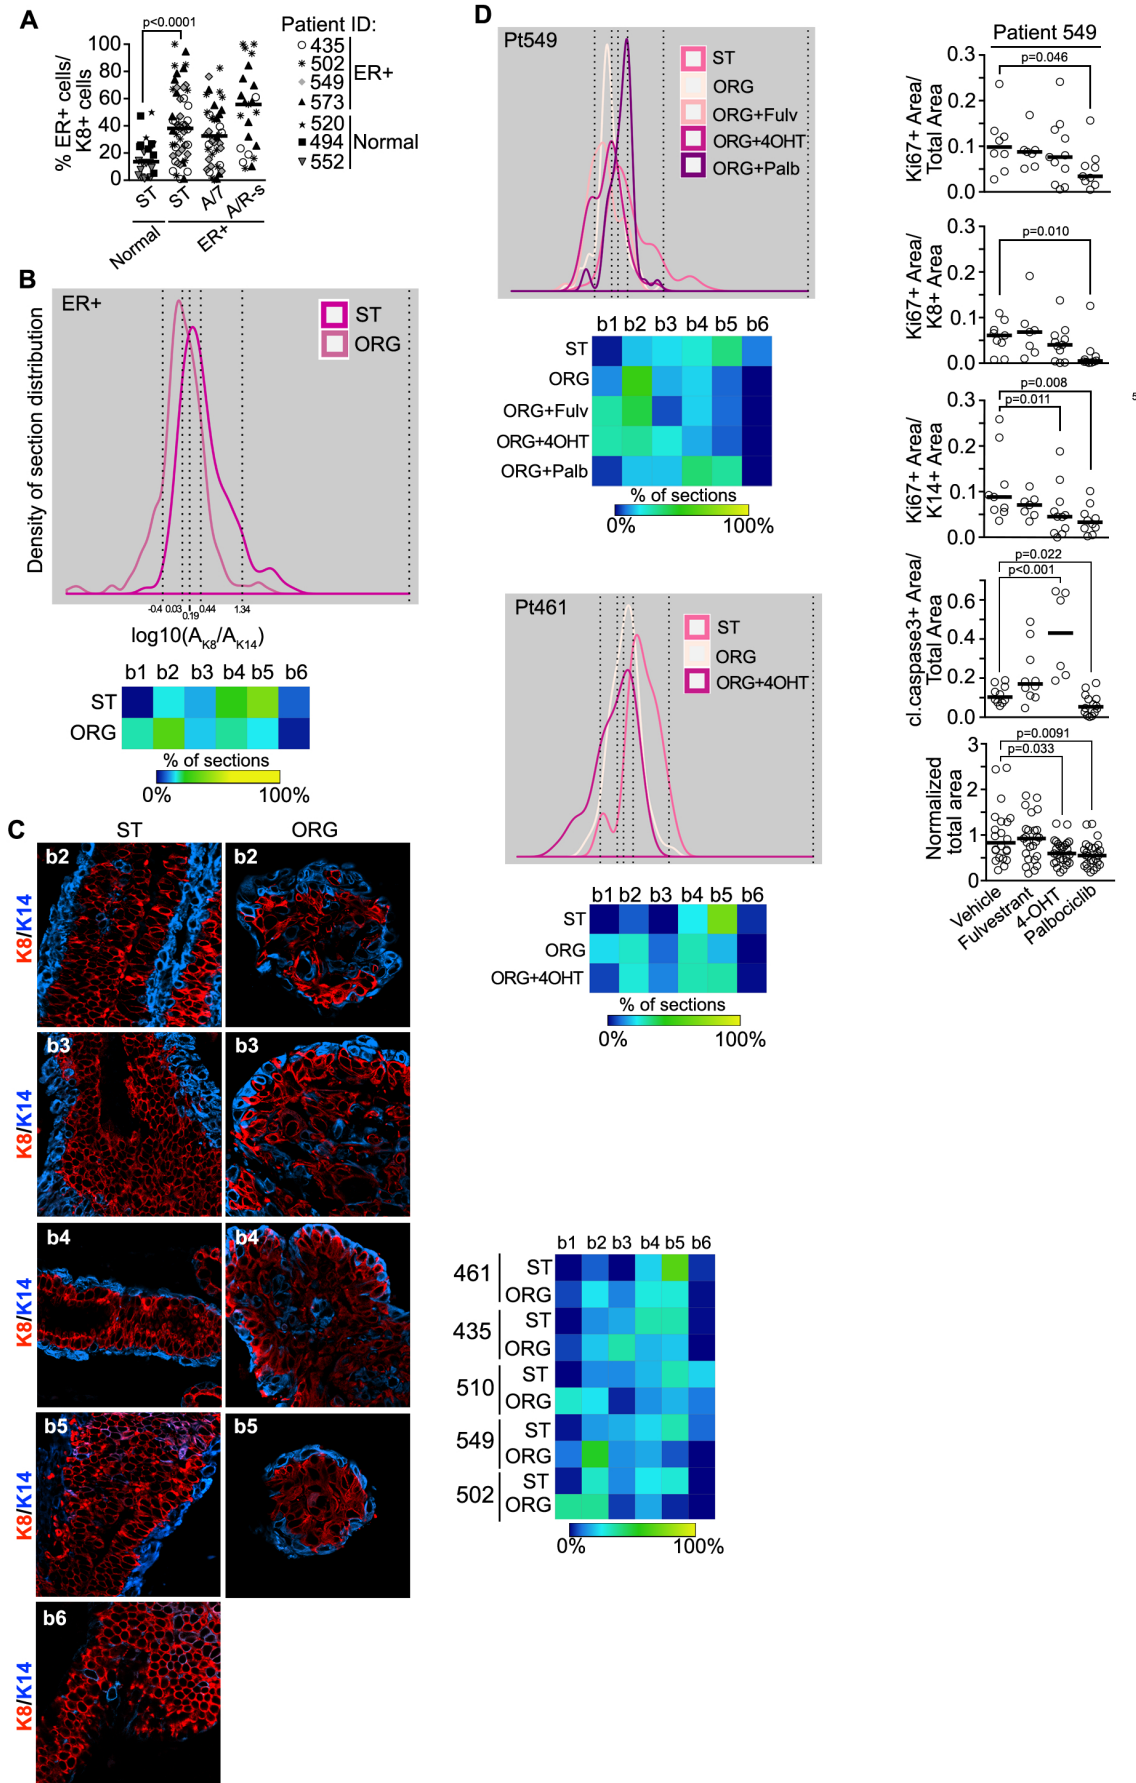 A
p<0.0001
% ER+ cells/
K8+ cells
100
80
60
40
20
0
ST
ST
A/7
A/R-s
Normal
ER+
Patient ID:
435
502
549
573
ER+
520
494
552
Normal
B
ER+
ST
ORG
Density of section distribution
-0.4 0.03 0.19 0.44 1.34
log10(AK8/AK14)
b1 b2 b3 b4 b5 b6
ST
ORG
% of sections
0% 100%
C
ST ORG
K8/K14
b2 b2
K8/K14
b3 b3
K8/K14
b4 b4
K8/K14
b5 b5
K8/K14
b6
D
Pt549
ST
ORG
ORG+Fulv
ORG+4OHT
ORG+Palb
b1 b2 b3 b4 b5 b6
ST
ORG
ORG+Fulv
ORG+4OHT
ORG+Palb
% of sections
0% 100%
Pt461
ST
ORG
ORG+4OHT
b1 b2 b3 b4 b5 b6
ST
ORG
ORG+4OHT
% of sections
0% 100%
b1 b2 b3 b4 b5 b6
461 ST
ORG
435 ST
ORG
510 ST
ORG
549 ST
ORG
502 ST
ORG
0% 100%
Patient 549
Ki67+ Area/
Total Area
0.3
0.2
0.1
0.0
p=0.046
Ki67+ Area/
K8+ Area
0.3
0.2
0.1
0.0
p=0.010
Ki67+ Area/
K14+ Area
0.3
0.2
0.1
0.0
p=0.008
p=0.011
5
cl.caspase3+ Area/
Total Area
0.6
0.4
0.2
0.0
p=0.022
p<0.001
Normalized
total area
3
2
1
0
p=0.0091
p=0.033
Vehicle
Fulvestrant
4-OHT
Palbociclib